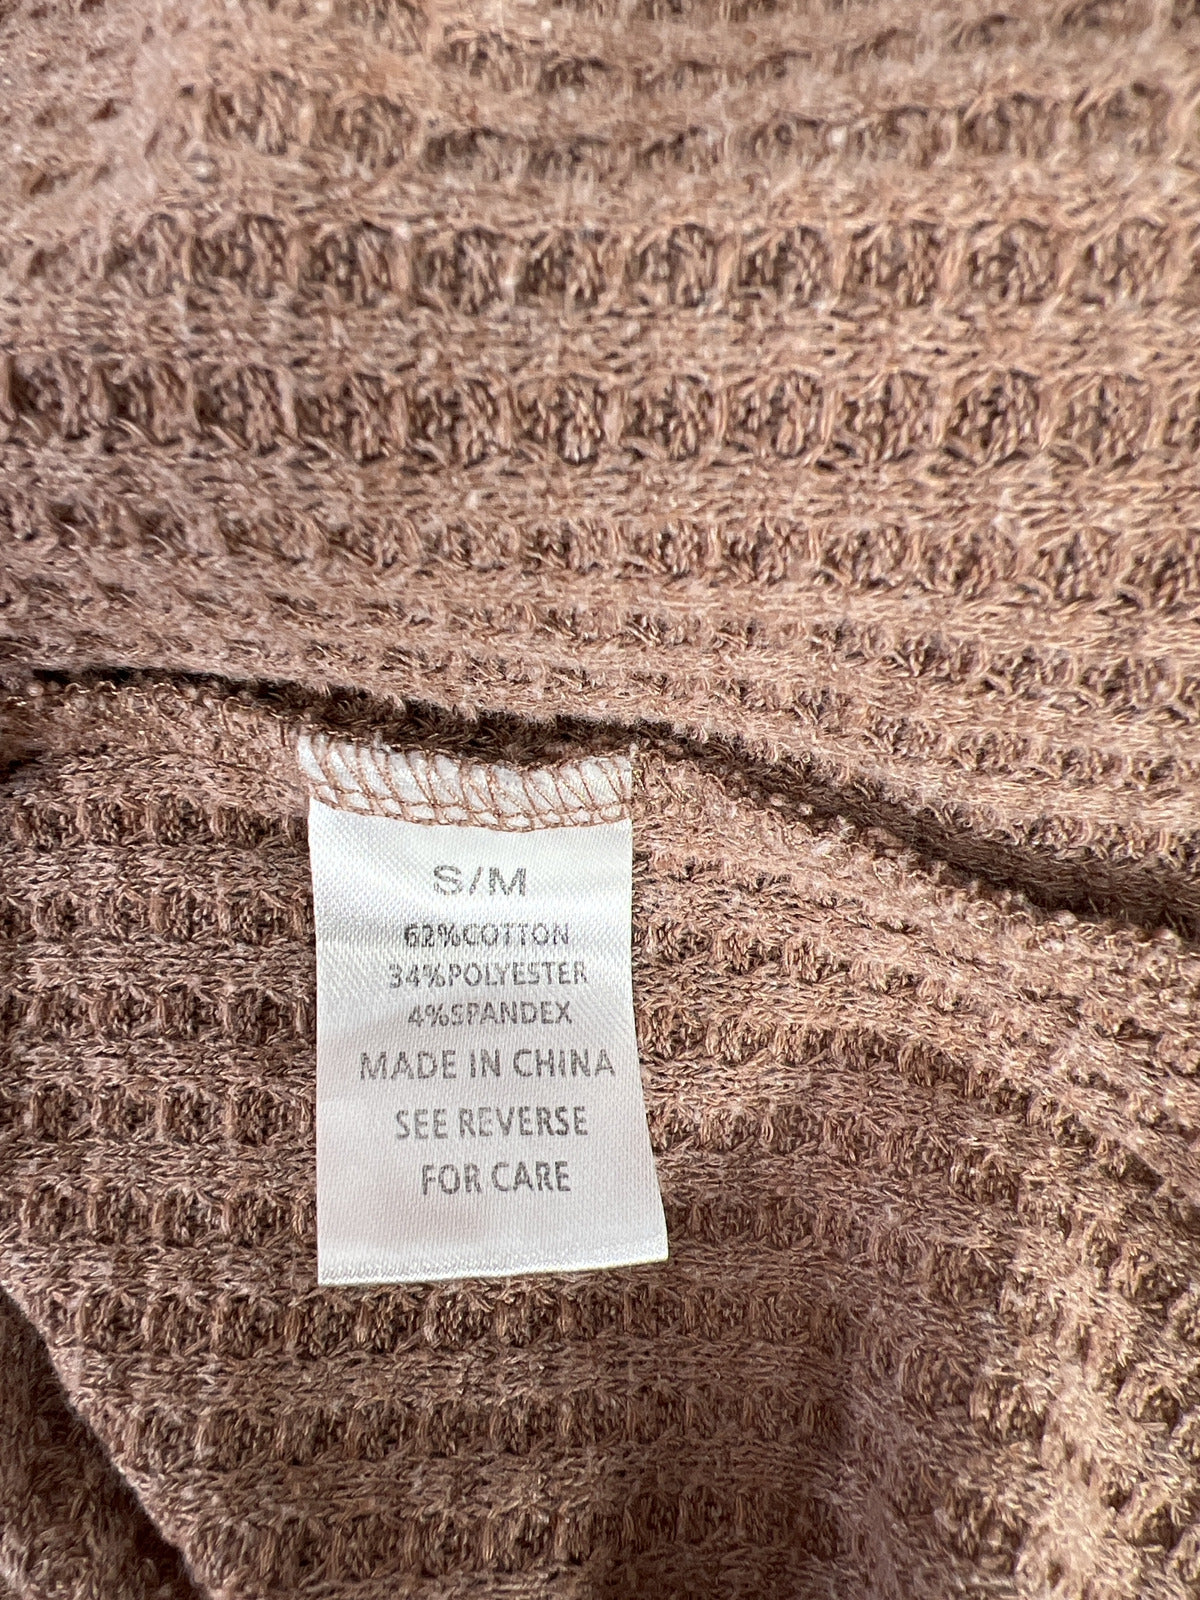 S/M
62%COTTON
34%POLYESTER
4%SPANDEX
MADE IN CHINA
SEE REVERSE
FOR CARE